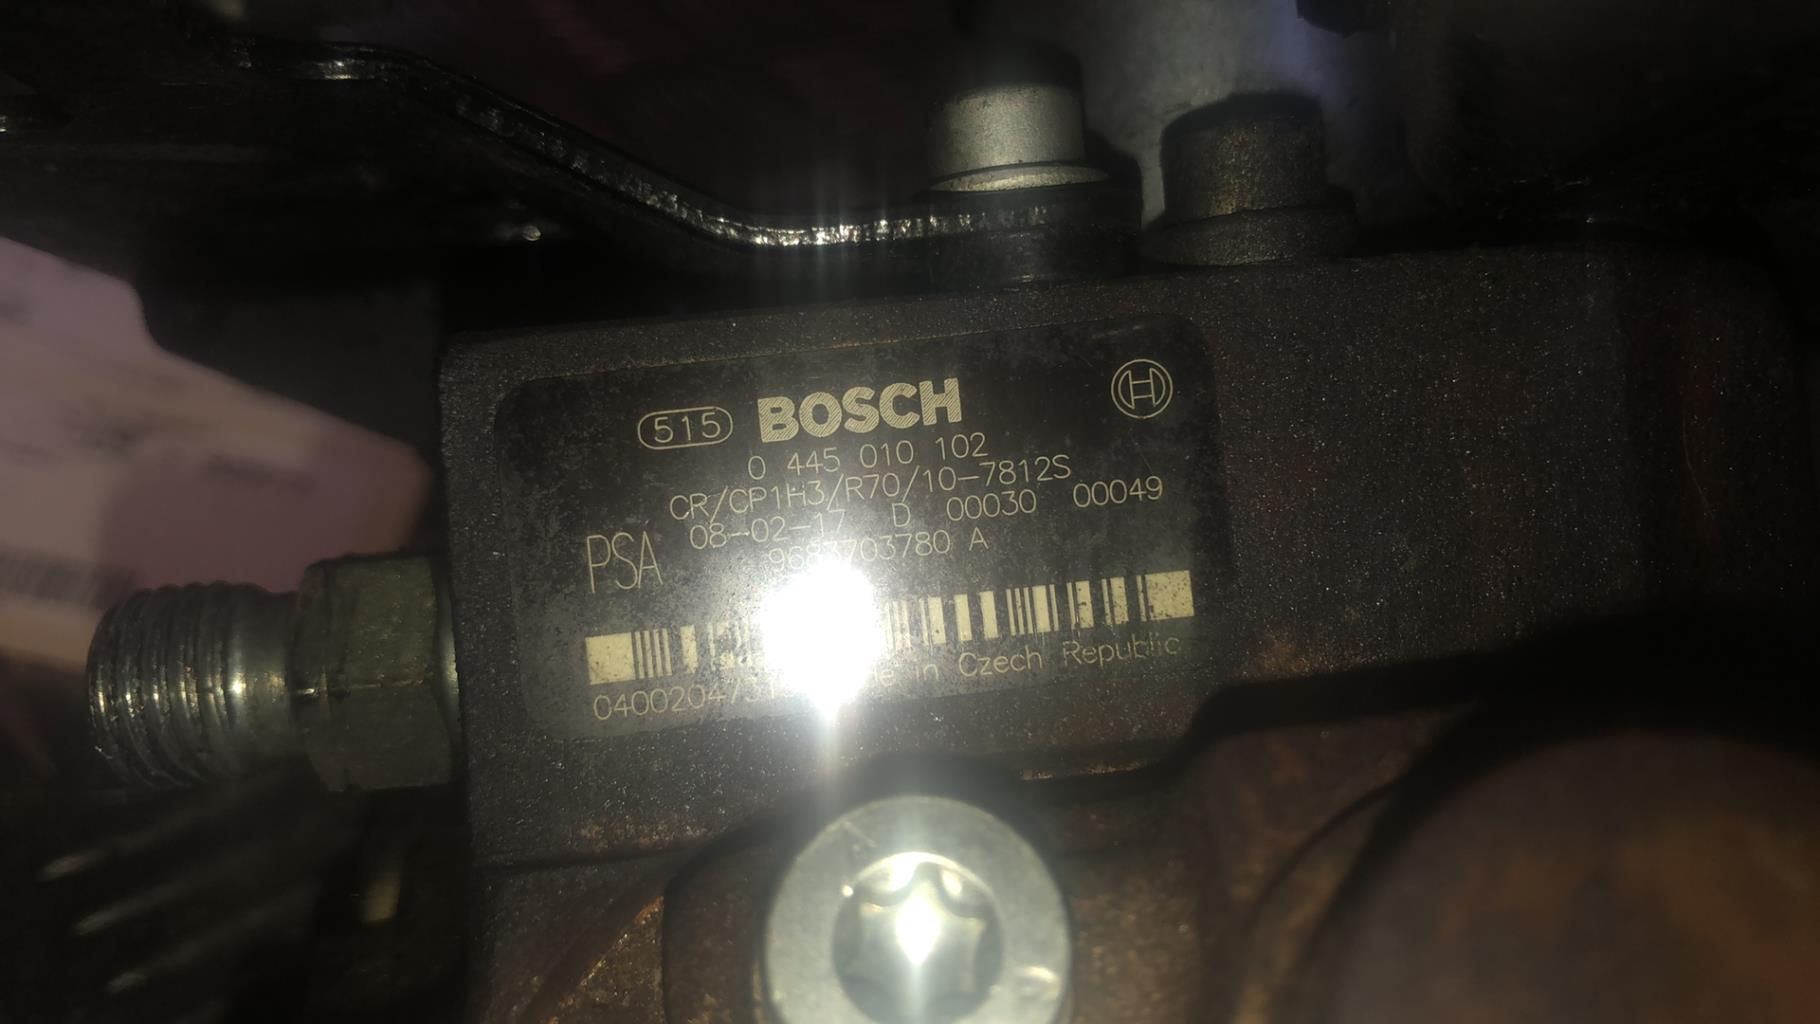 515 BOSCH
0 445 010 102
CR/CP1H3/R70/10-7812S
08-02-17 D 00030 00049
PSA
A
in Czech Republic